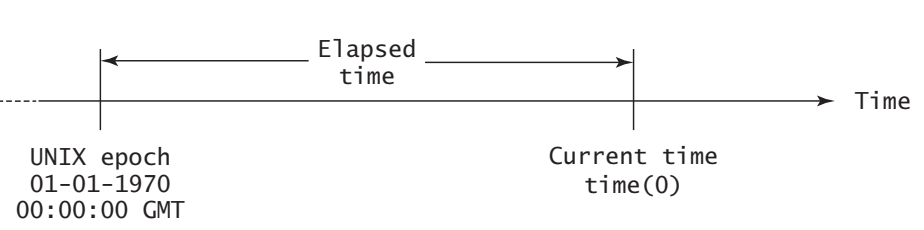 Elapsed
time
Time
UNIX epoch
01-01-1970
00:00:00 GMT
Current time
time(0)